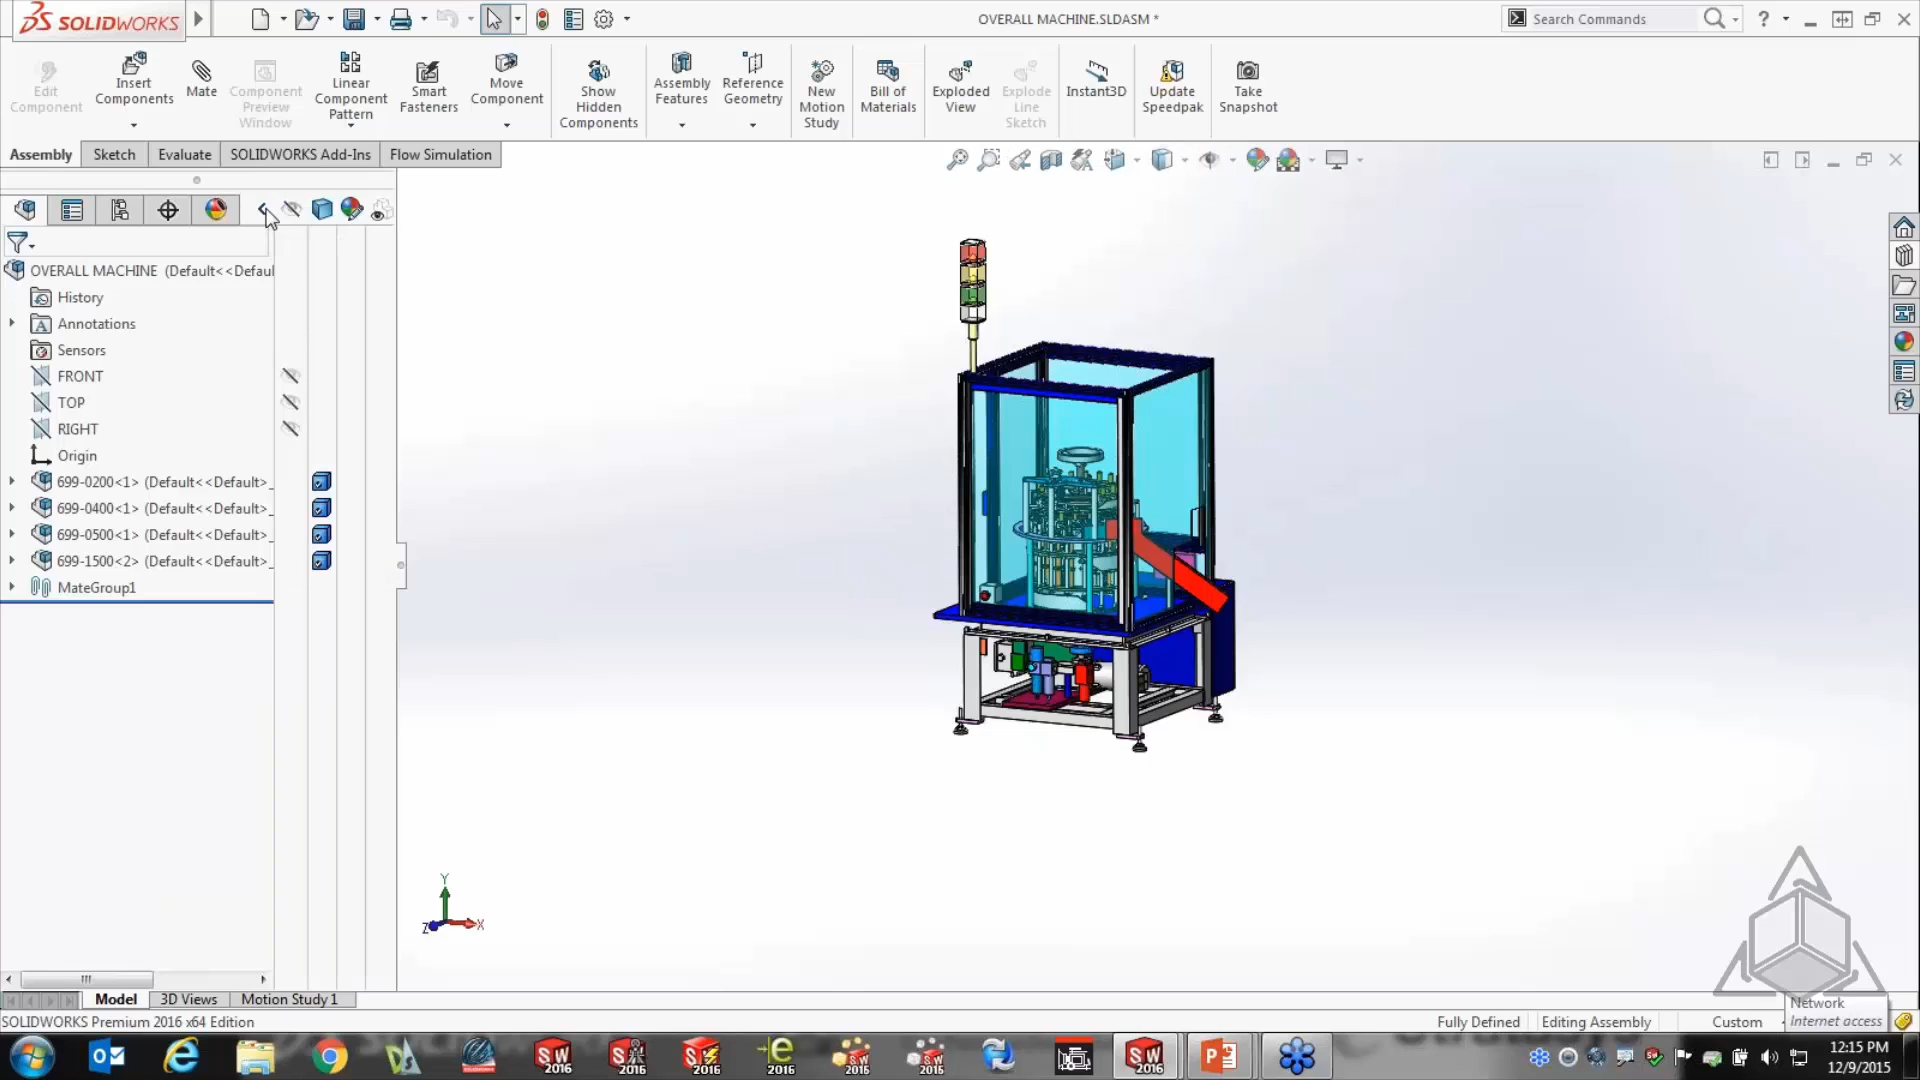 SOLIDWORKS
OVERALL MACHINE.SLDASM *
Search Commands
Edit Component
Insert Components
Mate
Component Preview Window
Linear Component Pattern
Smart Fasteners
Move Component
Show Hidden Components
Assembly Features
Reference Geometry
New Motion Study
Bill of Materials
Exploded View
Explode Line Sketch
Instant3D
Update Speedpak
Take Snapshot
Assembly
Sketch
Evaluate
SOLIDWORKS Add-Ins
Flow Simulation
OVERALL MACHINE (Default<<Defaul
History
Annotations
Sensors
FRONT
TOP
RIGHT
Origin
699-0200<1> (Default<<Default>_
699-0400<1> (Default<<Default>_
699-0500<1> (Default<<Default>_
699-1500<2> (Default<<Default>_
MateGroup1
Y
Z
X
Model
3D Views
Motion Study 1
Network
Internet access
SOLIDWORKS Premium 2016 x64 Edition
Fully Defined
Editing Assembly
Custom
SW 2016
SW 2016
SW 2016
e 2016
2015
2015
SW 2016
12:15 PM
12/9/2015